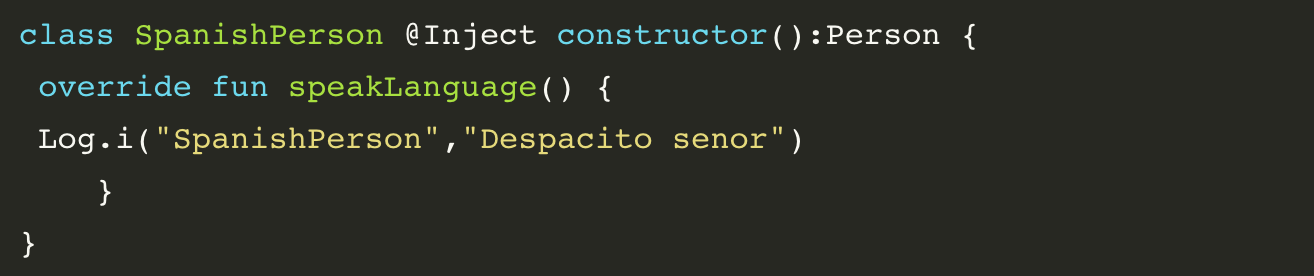 class SpanishPerson @Inject constructor():Person {
override fun speakLanguage() {
Log.i("SpanishPerson","Despacito senor")
}
}